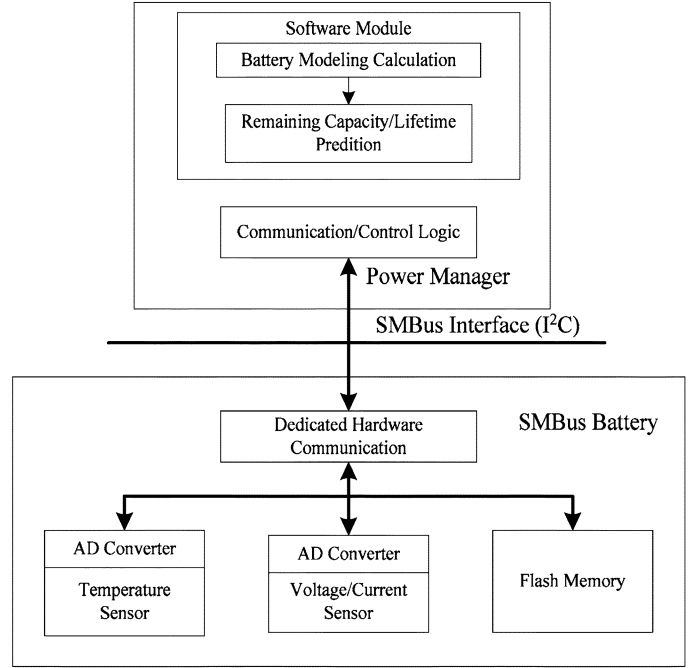 Software Module
Battery Modeling Calculation
Remaining Capacity/Lifetime
Predition
Communication/Control Logic
Power Manager
SMBus Interface (I²C)
SMBus Battery
Dedicated Hardware
Communication
AD Converter
Temperature
Sensor
AD Converter
Voltage/Current
Sensor
Flash Memory